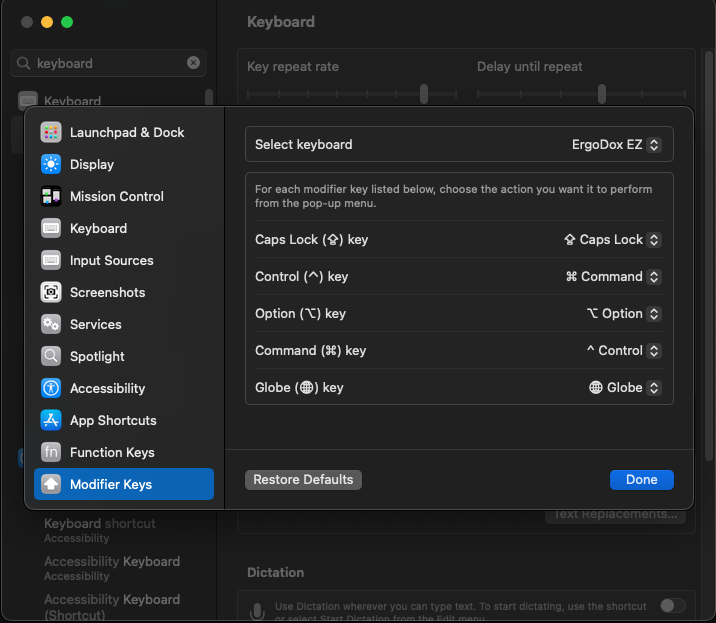 Keyboard
keyboard
Key repeat rate
Delay until repeat
Keyboard
Launchpad & Dock
Display
Mission Control
Keyboard
Input Sources
Screenshots
Services
Spotlight
Accessibility
App Shortcuts
fn Function Keys
Modifier Keys
Select keyboard
ErgoDox EZ
For each modifier key listed below, choose the action you want it to perform
from the pop-up menu.
Caps Lock (⇪) key
⇪ Caps Lock
Control (^) key
⌘ Command
Option (⌥) key
⌥ Option
Command (⌘) key
^ Control
Globe (🌐) key
🌐 Globe
Restore Defaults
Done
Text Replacements...
Keyboard shortcut
Accessibility
Accessibility Keyboard
Accessibility
Accessibility Keyboard
(Shortcut)
Dictation
Use Dictation wherever you can type text. To start dictating, use the shortcut
or select Start Dictation from the Edit menu.